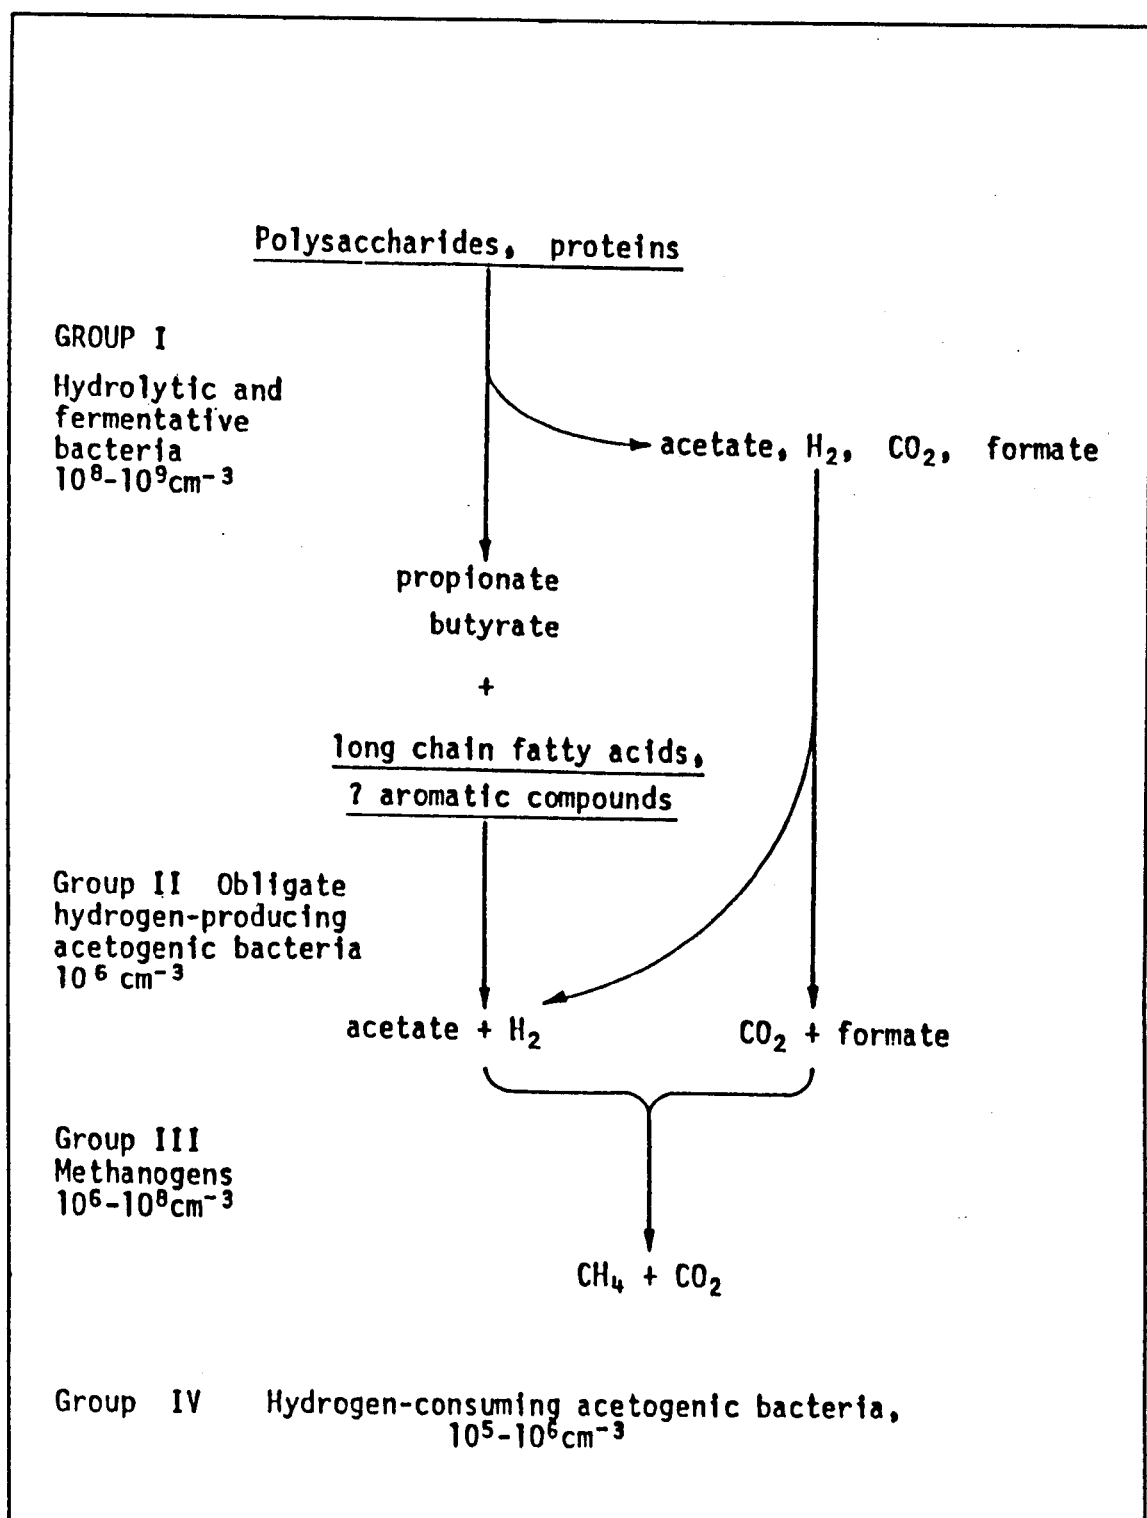 Polysaccharides, proteins
GROUP I
Hydrolytic and
fermentative
bacteria
10⁸-10⁹cm⁻³
acetate, H₂, CO₂, formate
propionate
butyrate
+
long chain fatty acids,
? aromatic compounds
Group II Obligate
hydrogen-producing
acetogenic bacteria
10⁶ cm⁻³
acetate + H₂
CO₂ + formate
Group III
Methanogens
10⁶-10⁸cm⁻³
CH₄ + CO₂
Group IV Hydrogen-consuming acetogenic bacteria,
10⁵-10⁶cm⁻³